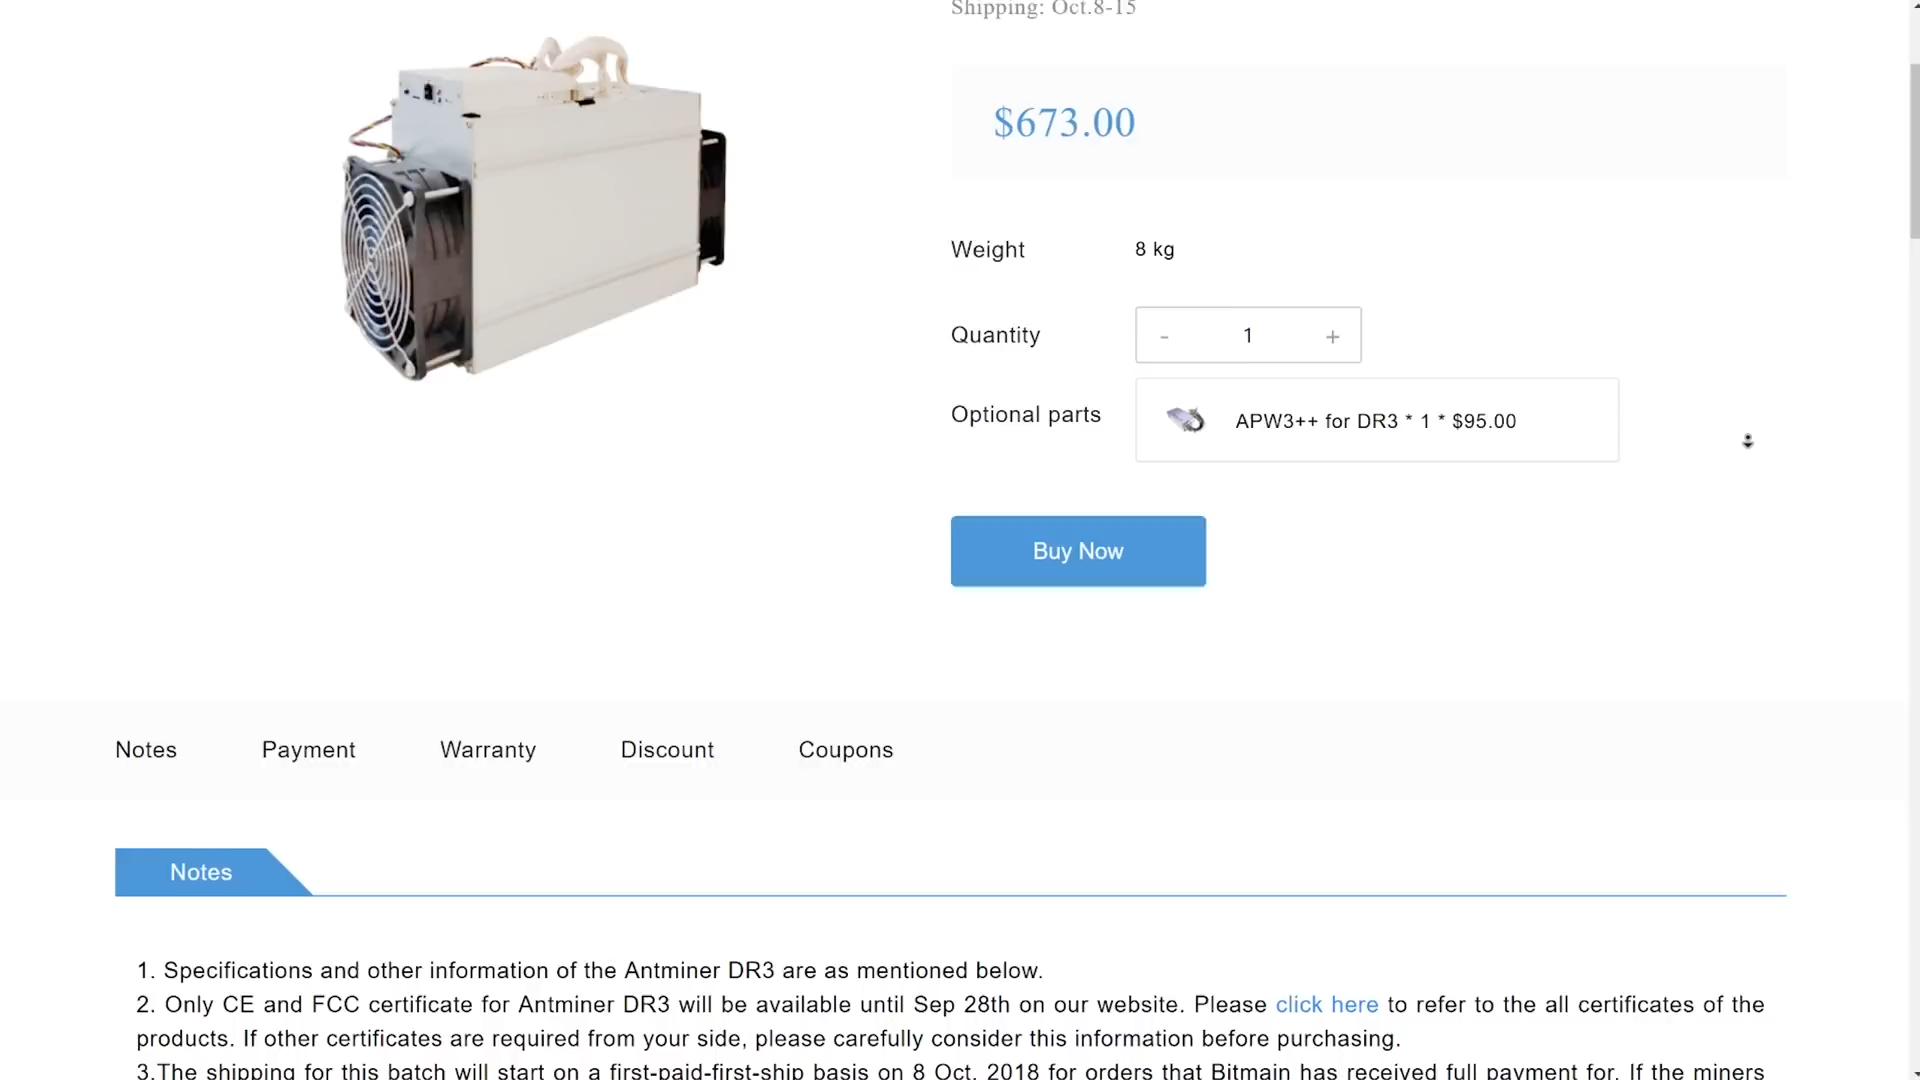 Shipping: Oct.8-15
$673.00
Weight 8 kg
Quantity - 1 +
Optional parts APW3++ for DR3 * 1 * $95.00
Buy Now
Notes Payment Warranty Discount Coupons
Notes
1. Specifications and other information of the Antminer DR3 are as mentioned below.
2. Only CE and FCC certificate for Antminer DR3 will be available until Sep 28th on our website. Please click here to refer to the all certificates of the
products. If other certificates are required from your side, please carefully consider this information before purchasing.
3.The shipping for this batch will start on a first-paid-first-ship basis on 8 Oct, 2018 for orders that Bitmain has received full payment for. If the miners